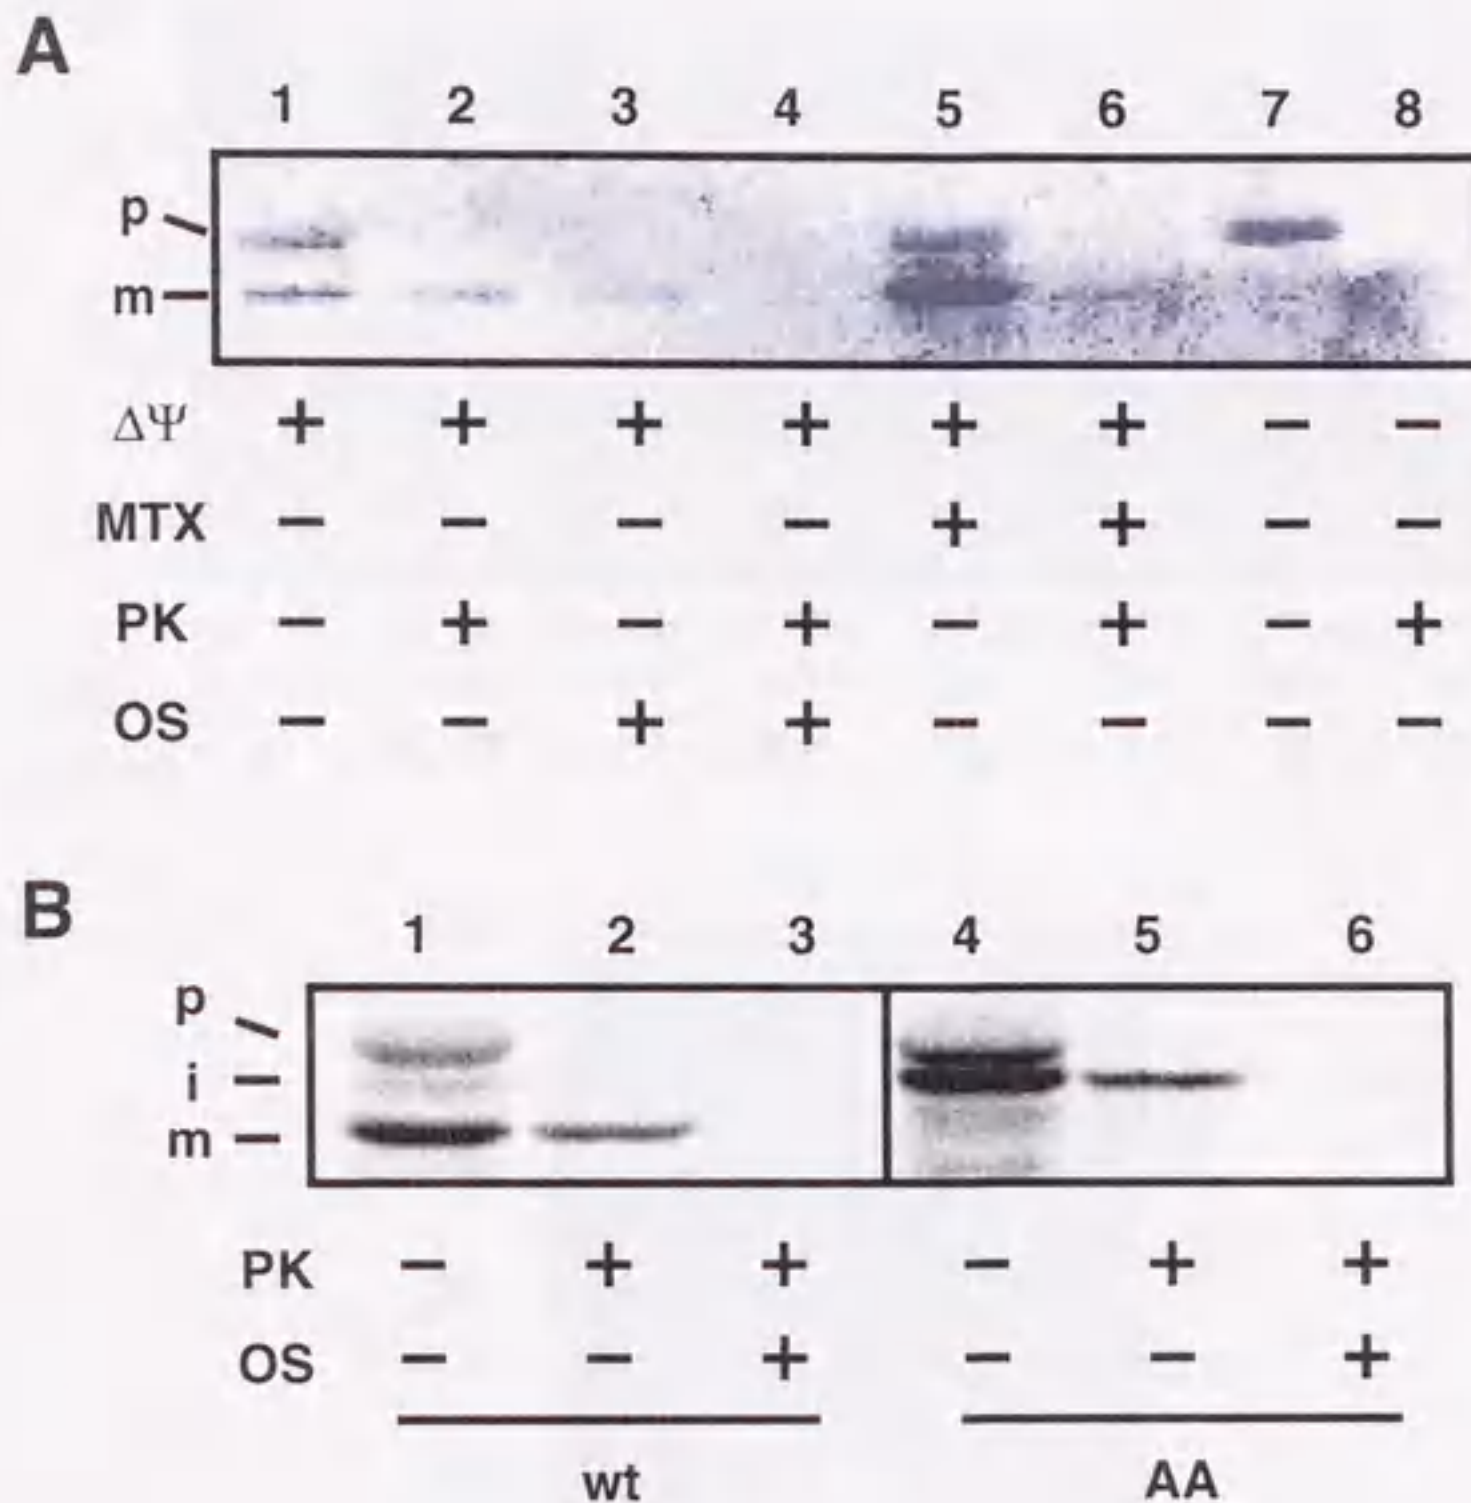 A
1 2 3 4 5 6 7 8
p
m
ΔΨ + + + + + + − −
MTX − − − − + + − −
PK − + − + − + − +
OS − − + + − − − −
B
1 2 3 4 5 6
p
i
m
PK − + + − + +
OS − − + − − +
wt AA